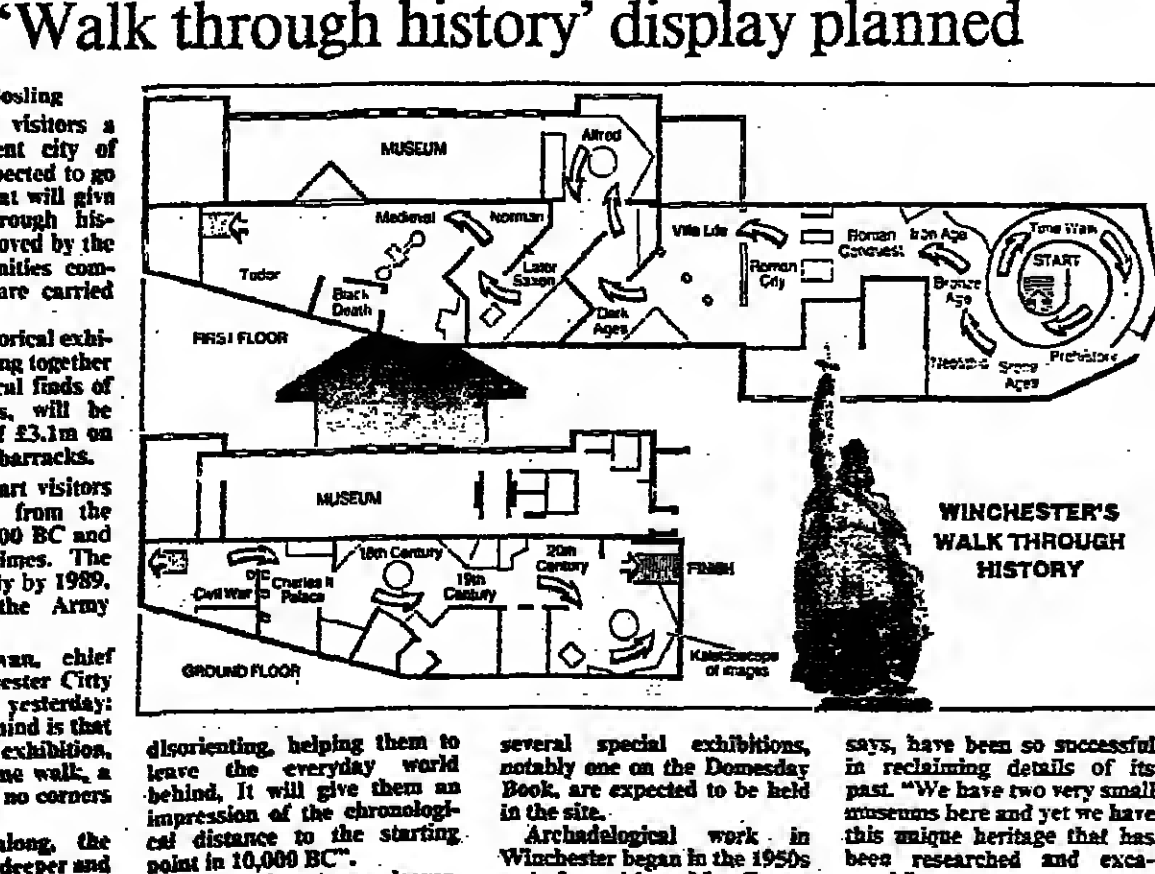 'Walk through history' display planned
osling
visitors a
ent city of
pected to go
at will give
rough his-
oved by the
nities com-
are carried
orical exhi-
ng together
cal finds of
s, will be
f £3.1m on
barracks.
art visitors
from the
00 BC and
imes. The
ly by 1989.
the Army
wan, chief
ester Citty
yesterday:
ind is that
exhibition,
me walk, a
no corners
along, the
deeper and
MUSEUM
Alfred
Medieval
Norman
Villa Life
Roman
Conquest
Iron Age
Time Walk
START
Tudor
Later
Saxon
Roman
City
Bronze
Age
Black
Death
Dark
Ages
FIRST FLOOR
Neolithic
Stone
Ages
Prehistoric
MUSEUM
18th Century
20th
Century
FINISH
Civil War
Charles II
Palace
19th
Century
GROUND FLOOR
Kaleidoscope
of images
WINCHESTER'S
WALK THROUGH
HISTORY
disorienting, helping them to
leave the everyday world
behind, It will give them an
impression of the chronologi-
cal distance to the starting
point in 10,000 BC".
several special exhibitions,
notably one on the Domesday
Book, are expected to be held
in the site.
Archadelogical work in
Winchester began in the 1950s
says, have been so successful
in reclaiming details of its
past. "We have two very small
museums here and yet we have
this unique heritage that has
been researched and exca-